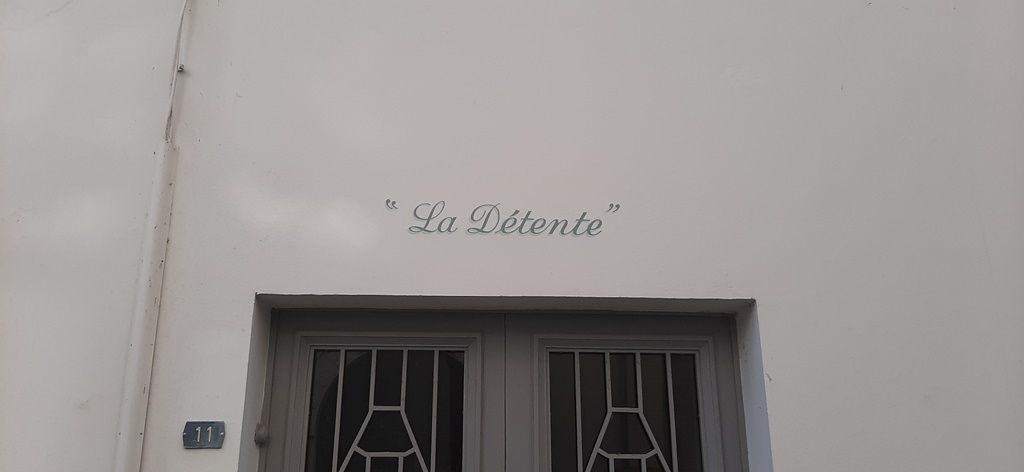 “ La Détente”
11